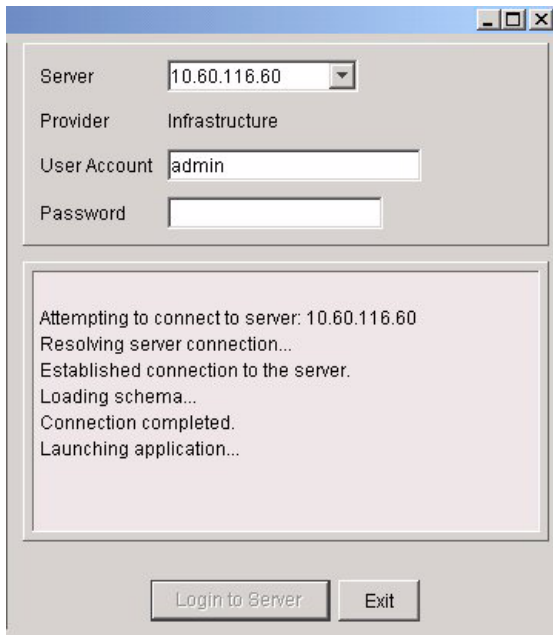 Server 10.60.116.60
Provider Infrastructure
User Account admin
Password
Attempting to connect to server: 10.60.116.60
Resolving server connection...
Established connection to the server.
Loading schema...
Connection completed.
Launching application...
Login to Server Exit